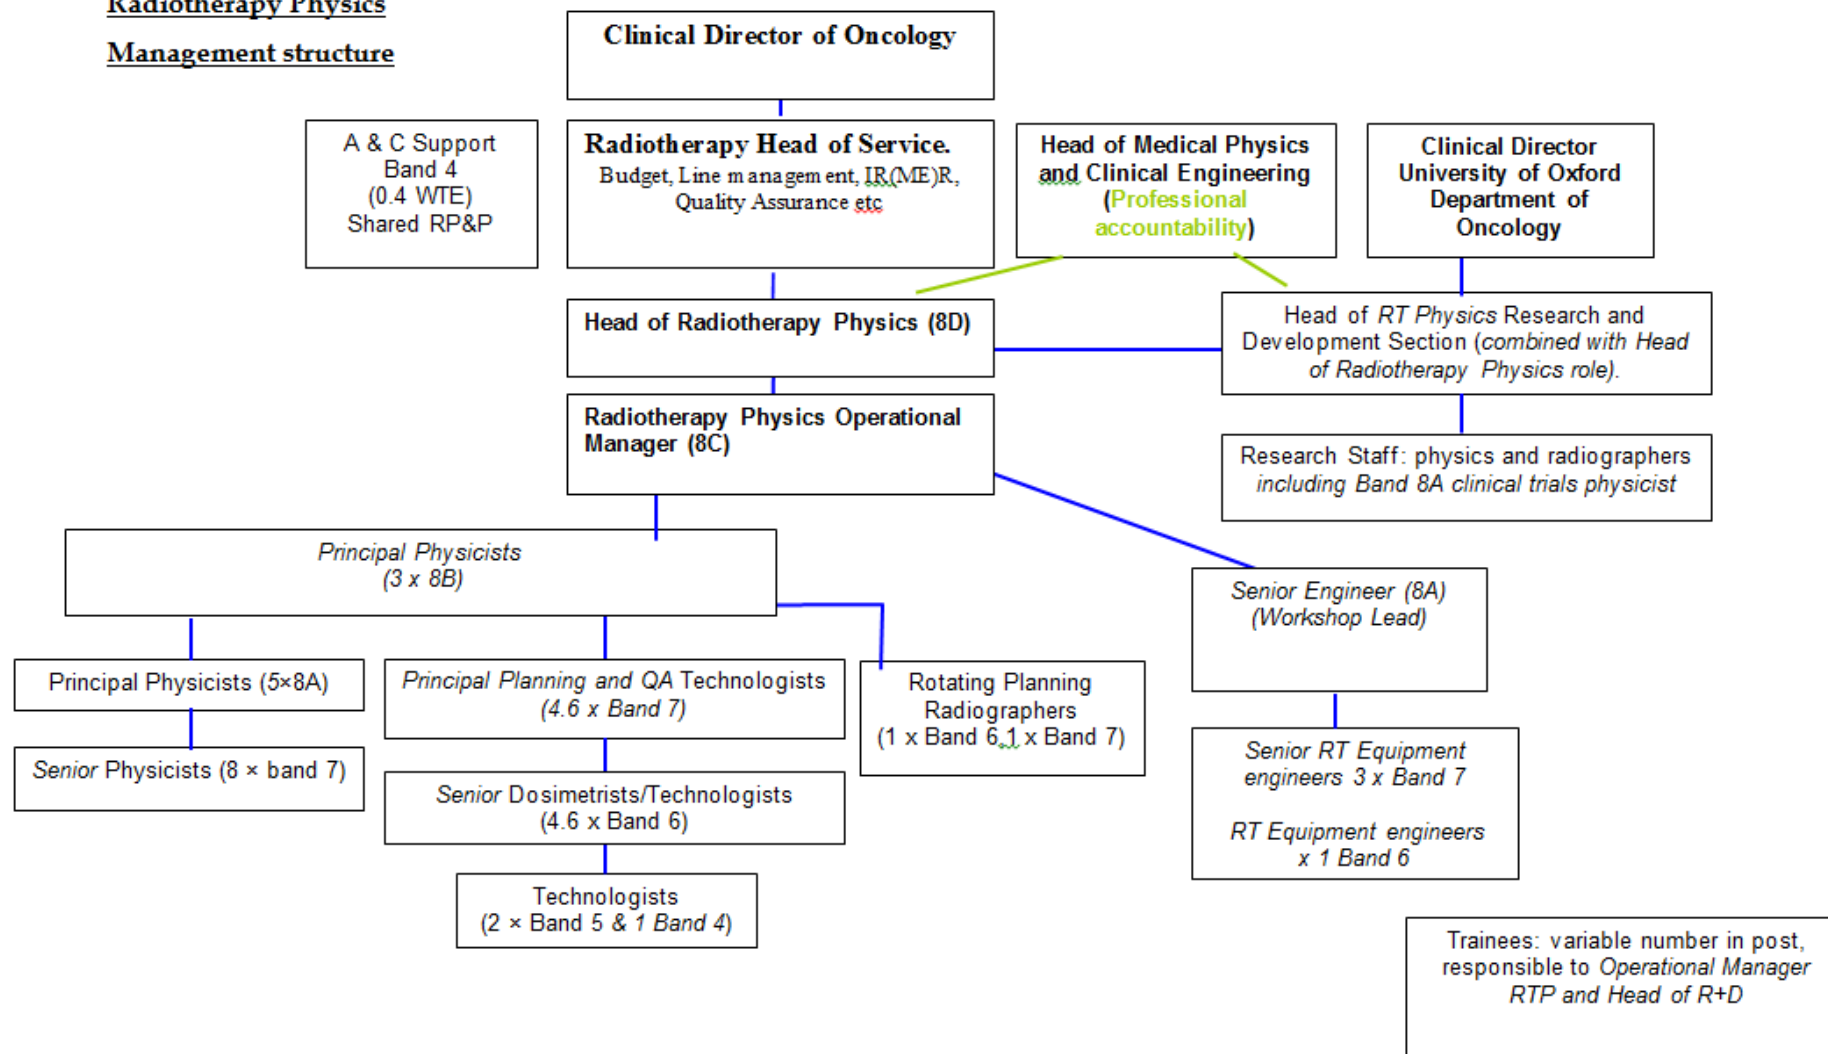 Radiotherapy Physics
Management structure
Clinical Director of Oncology
A & C Support
Band 4
(0.4 WTE)
Shared RP&P
Radiotherapy Head of Service.
Budget, Line management, IR(ME)R,
Quality Assurance etc
Head of Medical Physics
and Clinical Engineering
(Professional
accountability)
Clinical Director
University of Oxford
Department of
Oncology
Head of Radiotherapy Physics (8D)
Head of RT Physics Research and
Development Section (combined with Head
of Radiotherapy Physics role).
Radiotherapy Physics Operational
Manager (8C)
Research Staff: physics and radiographers
including Band 8A clinical trials physicist
Principal Physicists
(3 x 8B)
Senior Engineer (8A)
(Workshop Lead)
Principal Physicists (5×8A)
Principal Planning and QA Technologists
(4.6 x Band 7)
Rotating Planning
Radiographers
(1 x Band 6,1 x Band 7)
Senior Physicists (8 × band 7)
Senior Dosimetrists/Technologists
(4.6 x Band 6)
Senior RT Equipment
engineers 3 x Band 7
RT Equipment engineers
x 1 Band 6
Technologists
(2 × Band 5 & 1 Band 4)
Trainees: variable number in post,
responsible to Operational Manager
RTP and Head of R+D